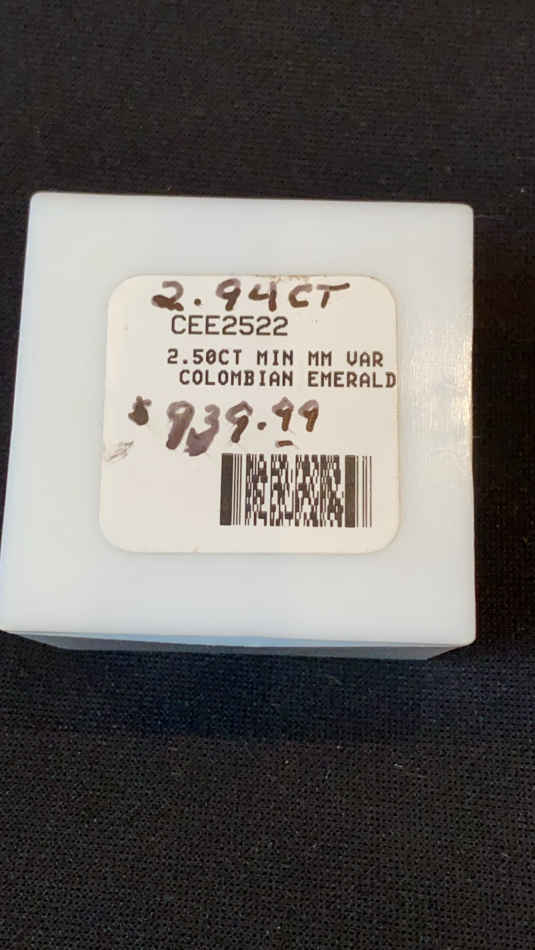 2.94CT
CEE2522
2.50CT MIN MM VAR
COLOMBIAN EMERALD
$939.99